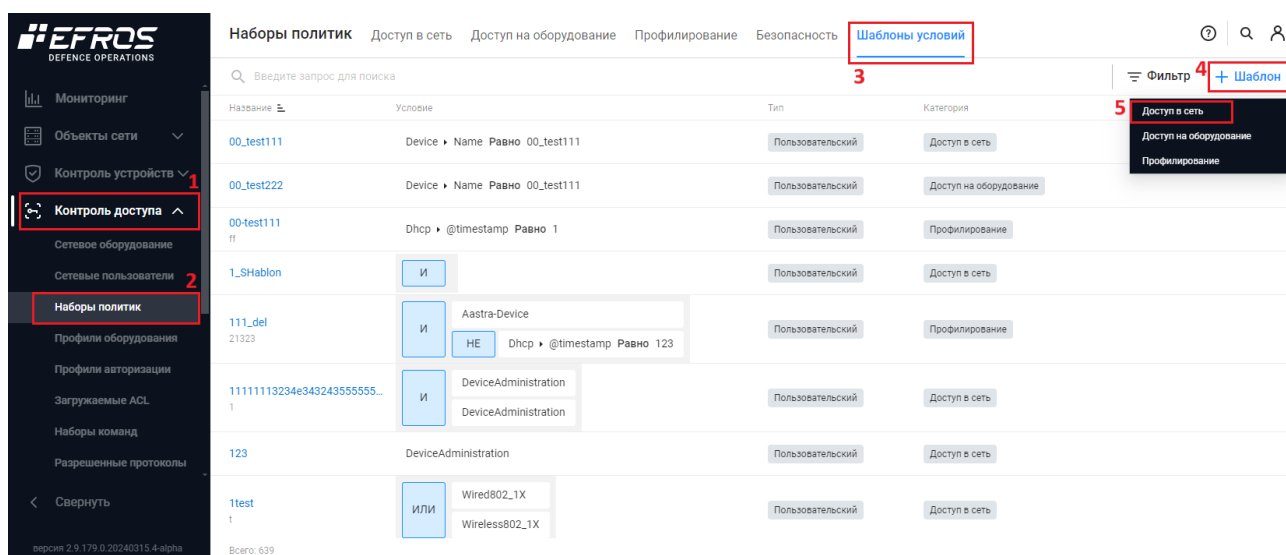 EFROS
DEFENCE OPERATIONS
Мониторинг
Объекты сети
Контроль устройств
1
Контроль доступа
Сетевое оборудование
Сетевые пользователи
2
Наборы политик
Профили оборудования
Профили авторизации
Загружаемые ACL
Наборы команд
Разрешенные протоколы
Свернуть
версия 2.9.179.0.20240315.4-alpha
Наборы политик Доступ в сеть Доступ на оборудование Профилирование Безопасность Шаблоны условий
3
Введите запрос для поиска
Фильтр 4 + Шаблон
5 Доступ в сеть
Доступ на оборудование
Профилирование
Название Условие Тип Категория
00_test111 Device ▸ Name Равно 00_test111 Пользовательский Доступ в сеть
00_test222 Device ▸ Name Равно 00_test111 Пользовательский Доступ на оборудование
00-test111 Dhcp ▸ @timestamp Равно 1 Пользовательский Профилирование
ff
1_SHablon И Пользовательский Доступ в сеть
111_del И Aastra-Device Пользовательский Профилирование
21323 НЕ Dhcp ▸ @timestamp Равно 123
11111113234e343243555555... И DeviceAdministration Пользовательский Доступ в сеть
1 DeviceAdministration
123 DeviceAdministration Пользовательский Доступ в сеть
1test ИЛИ Wired802_1X Пользовательский Доступ в сеть
t Wireless802_1X
Всего: 639